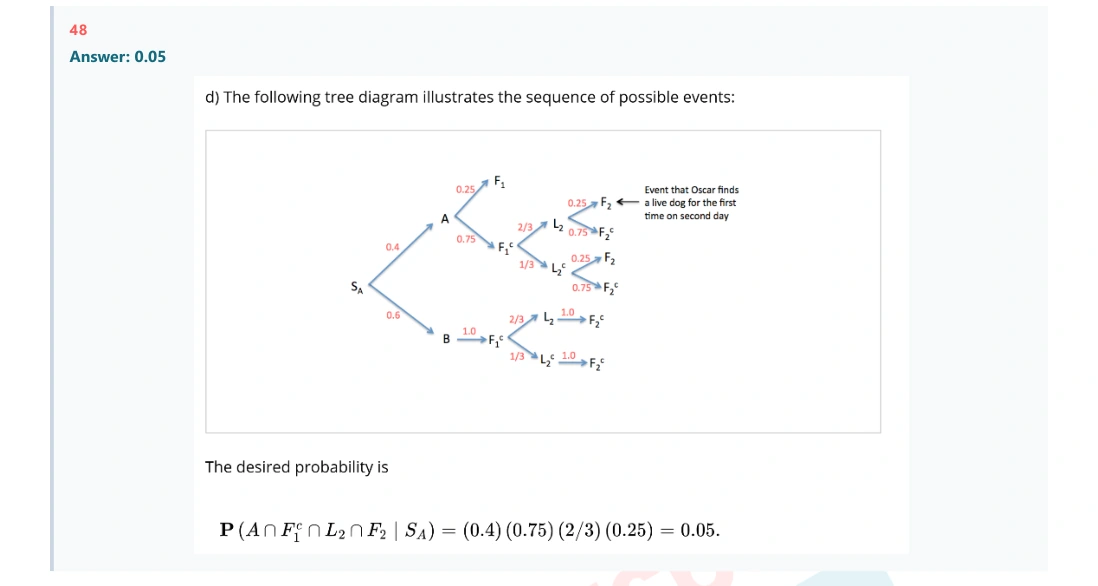 48
Answer: 0.05
d) The following tree diagram illustrates the sequence of possible events:
F₁
0.25
Event that Oscar finds
0.25 F₂ a live dog for the first
A 2/3 L₂ time on second day
0.75 F₂ᶜ
0.75 F₁ᶜ
0.4
0.25 F₂
1/3 L₂ᶜ
S_A 0.75 F₂ᶜ
0.6 2/3 L₂ 1.0 F₂ᶜ
B 1.0 F₁ᶜ
1/3 L₂ᶜ 1.0 F₂ᶜ
The desired probability is
P (A ∩ F₁ᶜ ∩ L₂ ∩ F₂ | S_A) = (0.4) (0.75) (2/3) (0.25) = 0.05.